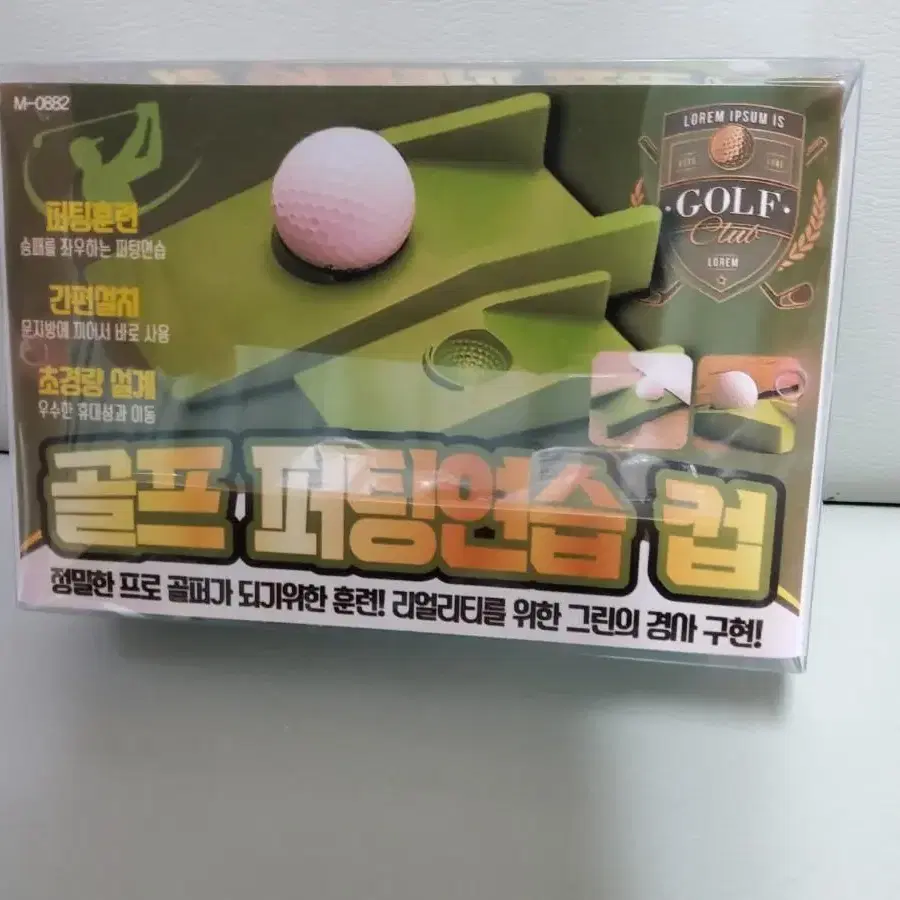 M-0882
퍼팅훈련
승패를 좌우하는 퍼팅연습
간편설치
문지방에 끼어서 바로 사용
초경량 설계
우수한 휴대성과 이동
LOREM IPSUM IS
GOLF
Club
LOREM
골프 퍼팅연습 컵
정말한 프로 골퍼가 되기위한 훈련! 리얼리티를 위한 그린의 경사 구현!